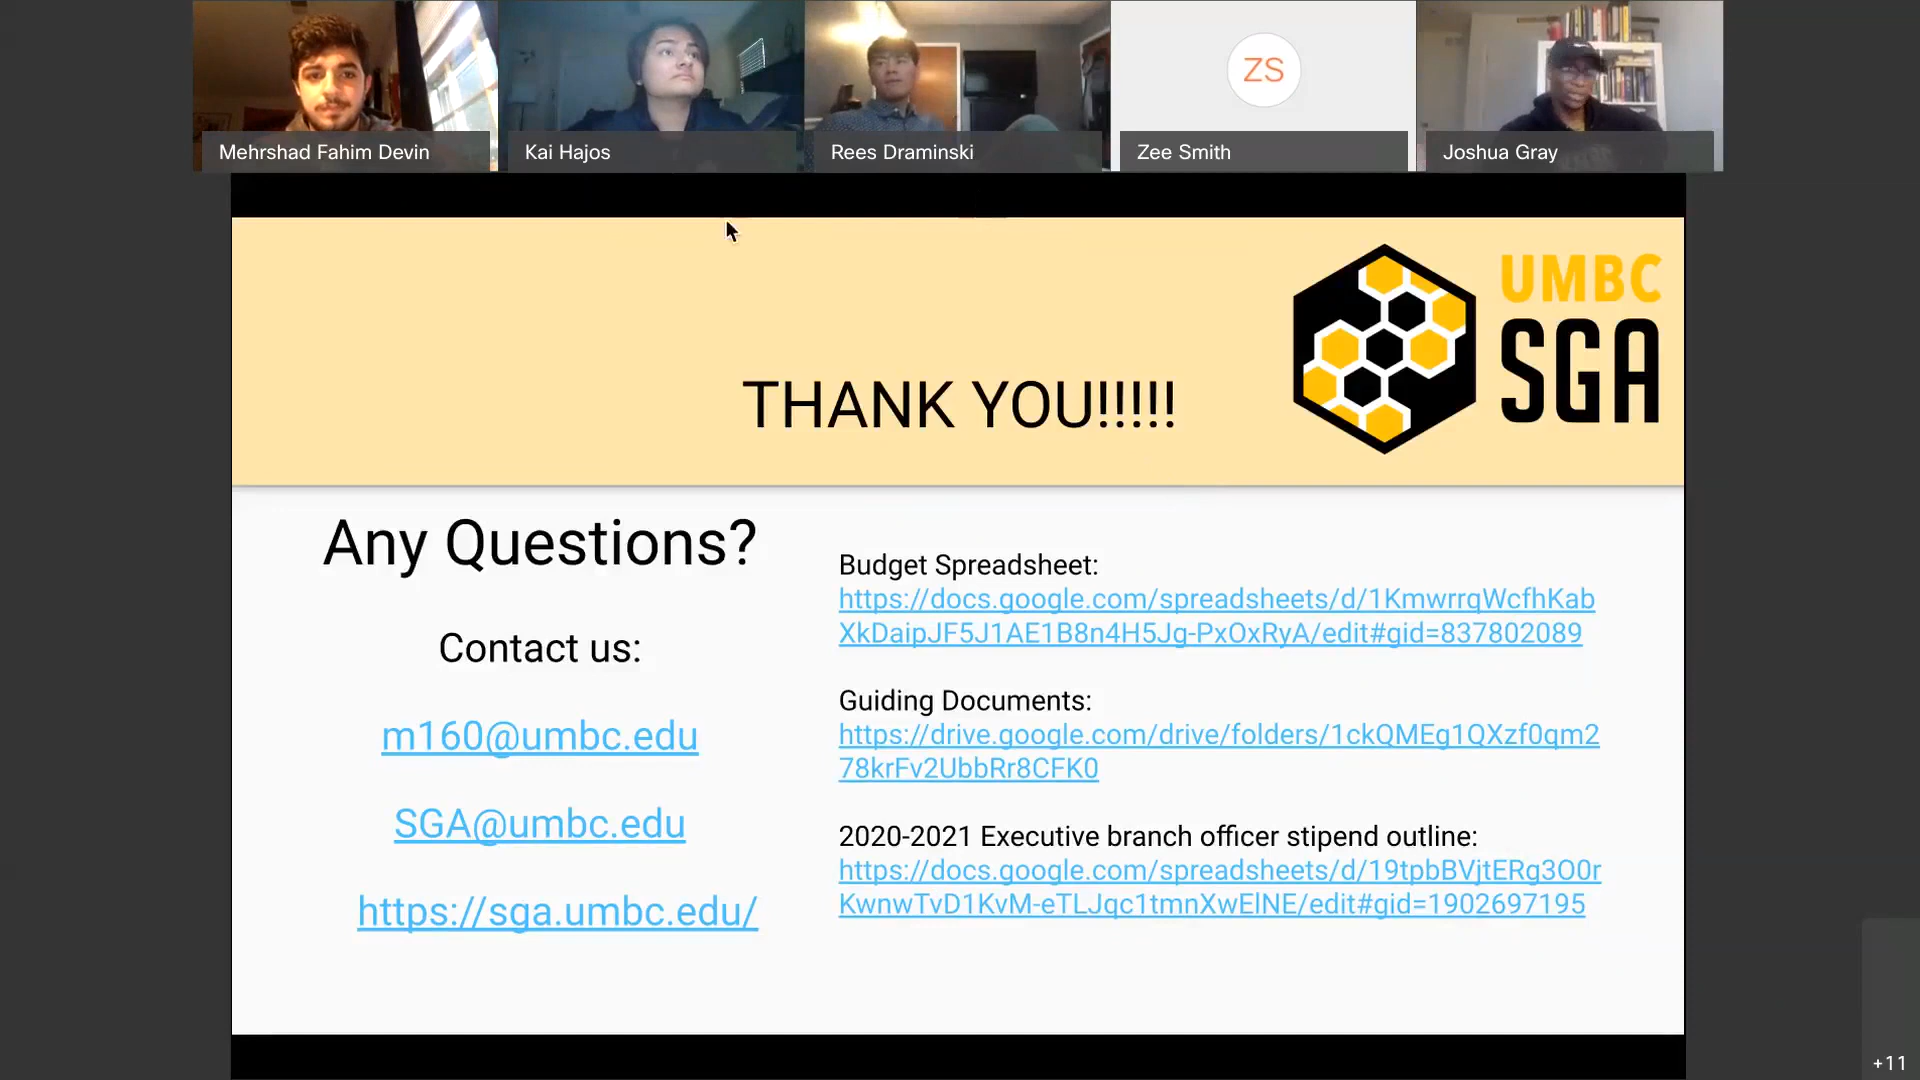 Mehrshad Fahim Devin
Kai Hajos
Rees Draminski
ZS
Zee Smith
Joshua Gray
UMBC
SGA
THANK YOU!!!!!
Any Questions?
Contact us:
m160@umbc.edu
SGA@umbc.edu
https://sga.umbc.edu/
Budget Spreadsheet:
https://docs.google.com/spreadsheets/d/1KmwrrqWcfhKab
XkDaipJF5J1AE1B8n4H5Jg-PxOxRyA/edit#gid=837802089
Guiding Documents:
https://drive.google.com/drive/folders/1ckQMEg1QXzf0qm2
78krFv2UbbRr8CFK0
2020-2021 Executive branch officer stipend outline:
https://docs.google.com/spreadsheets/d/19tpbBVjtERg3O0r
KwnwTvD1KvM-eTLJqc1tmnXwElNE/edit#gid=1902697195
+11